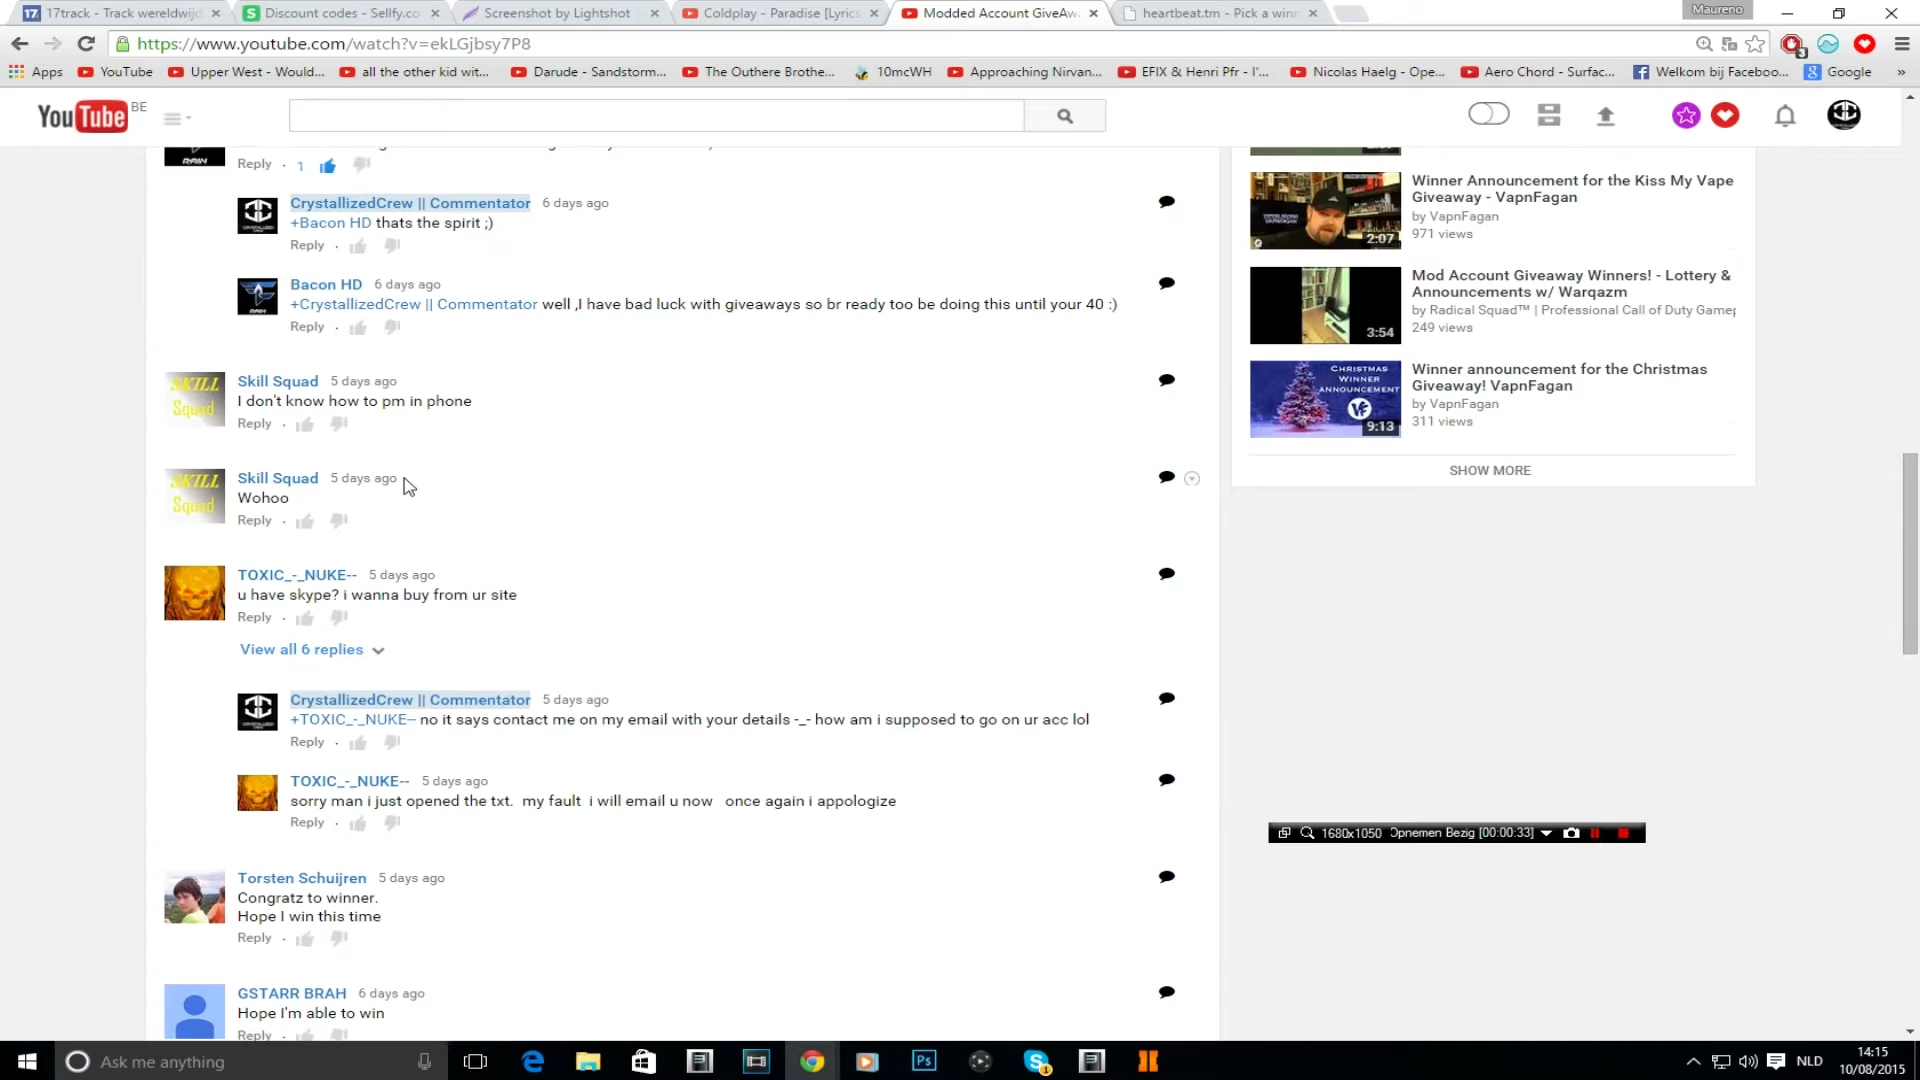 17track - Track wereldwijd
Discount codes - Sellfy.co
Screenshot by Lightshot
Coldplay - Paradise [Lyrics
Modded Account GiveAw
heartbeat.tm - Pick a winn
Maureno
https://www.youtube.com/watch?v=ekLGjbsy7P8
3
Apps
YouTube
Upper West - Would...
all the other kid wit...
Darude - Sandstorm...
The Outhere Brothe...
10mcWH
Approaching Nirvan...
EFIX & Henri Pfr - I'...
Nicolas Haelg - Ope...
Aero Chord - Surfac...
Welkom bij Faceboo...
Google
»
YouTube BE
RAIN
Reply · 1
CrystallizedCrew || Commentator 6 days ago
+Bacon HD thats the spirit ;)
Reply ·
Bacon HD 6 days ago
+CrystallizedCrew || Commentator well ,I have bad luck with giveaways so br ready too be doing this until your 40 :)
Reply ·
RAIN
SKILL
Squad
Skill Squad 5 days ago
I don't know how to pm in phone
Reply ·
SKILL
Squad
Skill Squad 5 days ago
Wohoo
Reply ·
TOXIC_-_NUKE-- 5 days ago
u have skype? i wanna buy from ur site
Reply ·
View all 6 replies
CrystallizedCrew || Commentator 5 days ago
+TOXIC_-_NUKE-- no it says contact me on my email with your details -_- how am i supposed to go on ur acc lol
Reply ·
TOXIC_-_NUKE-- 5 days ago
sorry man i just opened the txt. my fault i will email u now once again i appologize
Reply ·
Torsten Schuijren 5 days ago
Congratz to winner.
Hope I win this time
Reply ·
GSTARR BRAH 6 days ago
Hope I'm able to win
Reply ·
Winner Announcement for the Kiss My Vape
Giveaway - VapnFagan
by VapnFagan
971 views
2:07
Mod Account Giveaway Winners! - Lottery &
Announcements w/ Warqazm
by Radical Squad™ | Professional Call of Duty Gamep
249 views
3:54
CHRISTMAS
WINNER
ANNOUNCEMENT
VF
9:13
Winner announcement for the Christmas
Giveaway! VapnFagan
by VapnFagan
311 views
SHOW MORE
1680x1050 Opnemen Bezig [00:00:33]
Ask me anything
Ps
1
NLD
14:15
10/08/2015